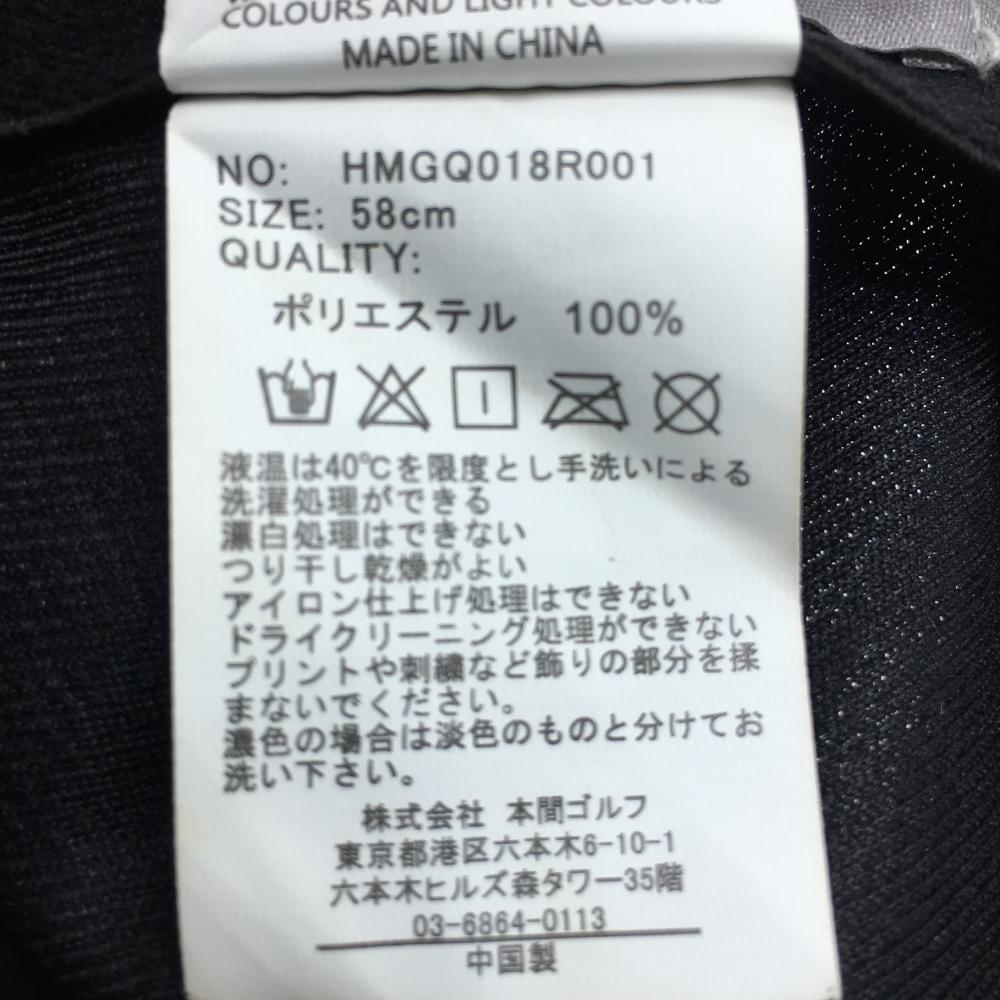 COLOURS AND LIGHT COLOURS
MADE IN CHINA
NO: HMGQ018R001
SIZE: 58cm
QUALITY:
ポリエステル 100%
液温は40℃を限度とし手洗いによる
洗濯処理ができる
漂白処理はできない
つり干し乾燥がよい
アイロン仕上げ処理はできない
ドライクリーニング処理ができない
プリントや刺繍など飾りの部分を揉
まないでください。
濃色の場合は淡色のものと分けてお
洗い下さい。
株式会社 本間ゴルフ
東京都港区六本木6-10-1
六本木ヒルズ森タワー35階
03-6864-0113
中国製